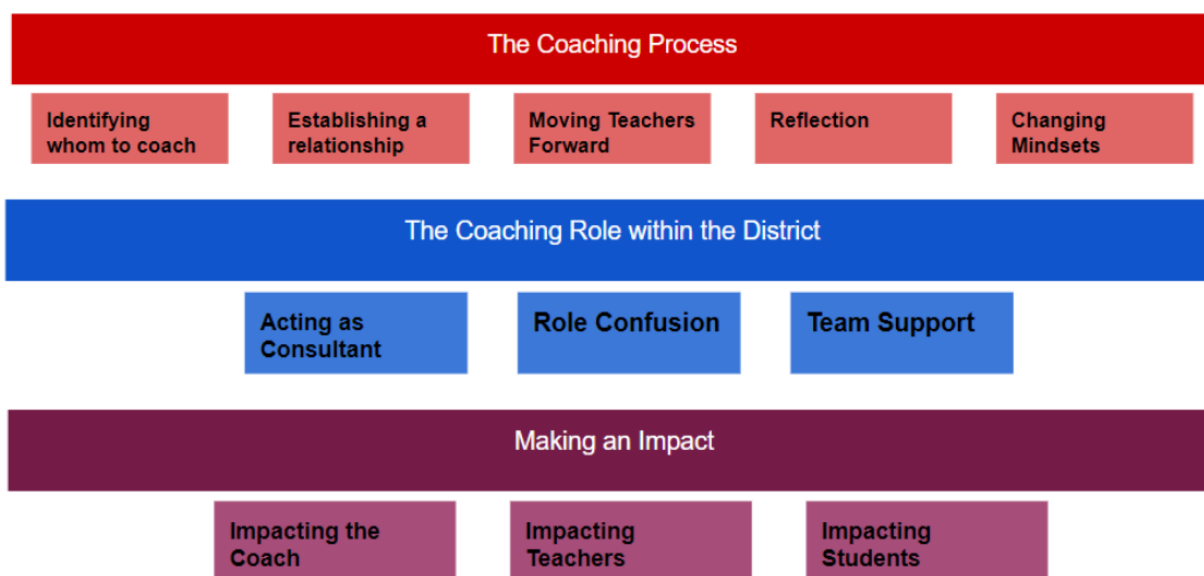 The Coaching Process
Identifying
whom to coach
Establishing a
relationship
Moving Teachers
Forward
Reflection
Changing
Mindsets
The Coaching Role within the District
Acting as
Consultant
Role Confusion
Team Support
Making an Impact
Impacting the
Coach
Impacting
Teachers
Impacting
Students